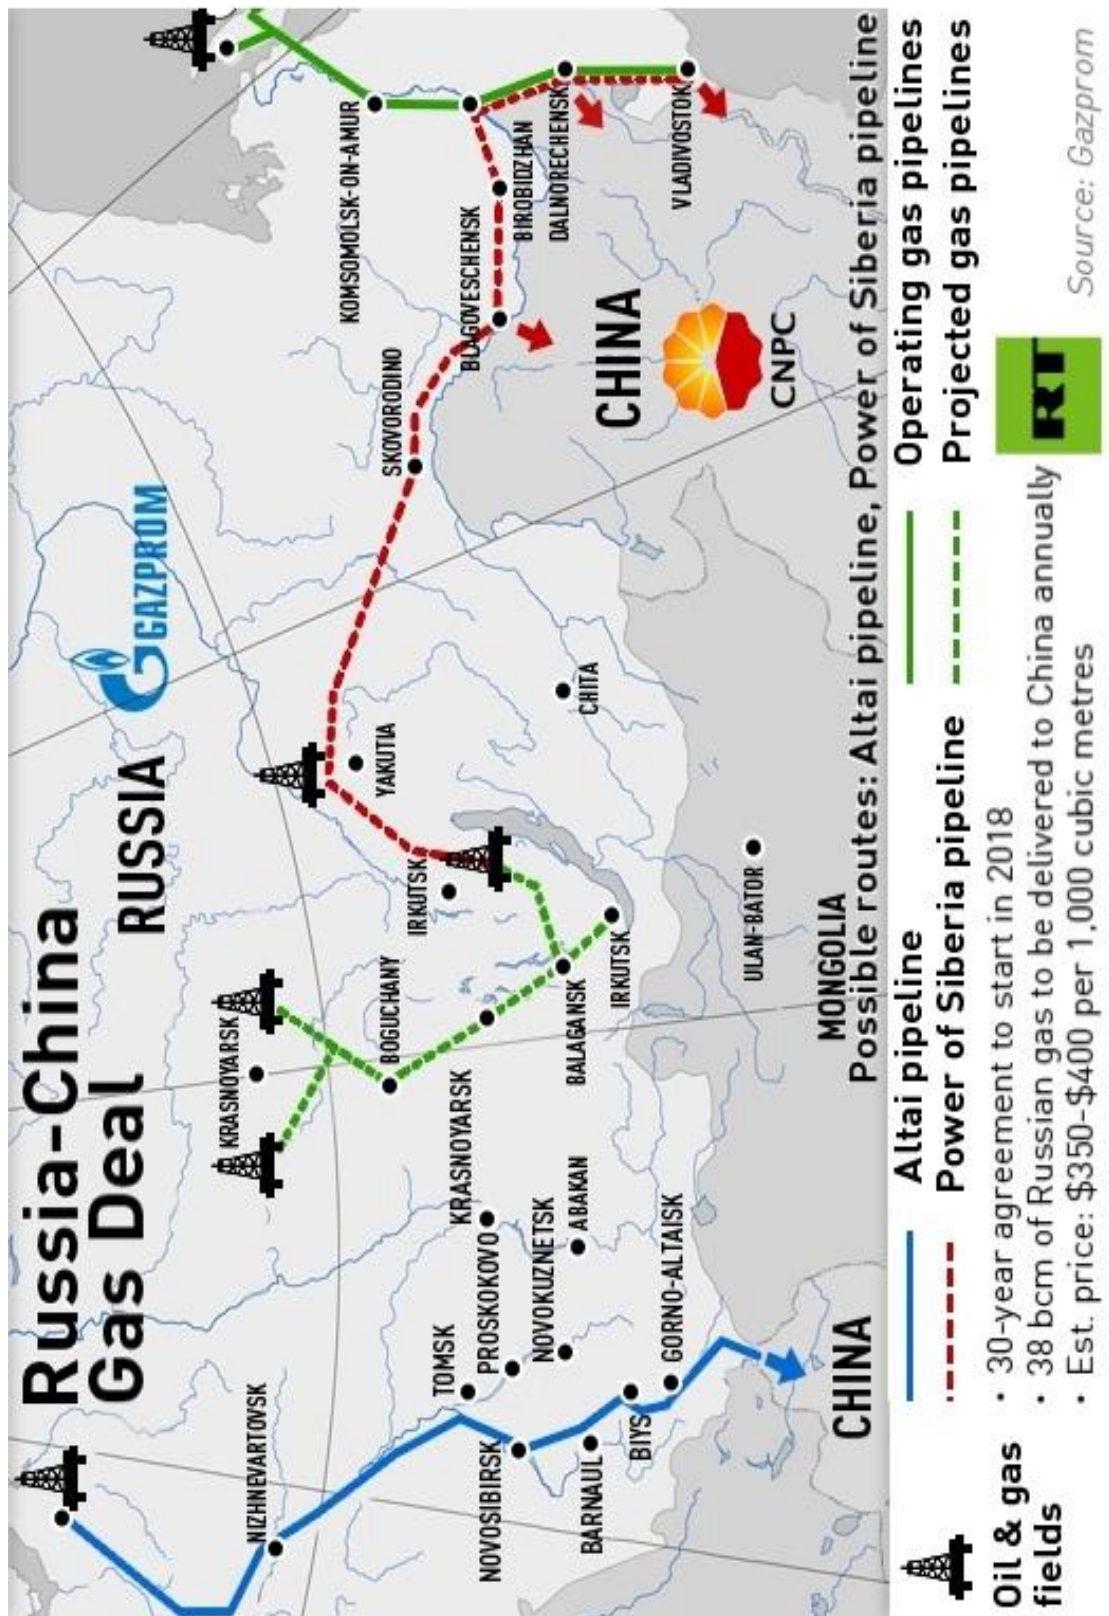 Russia-China
Gas Deal
RUSSIA
GAZPROM
NIZHNEVARTOVSK
TOMSK
PROSKOKOVO
KRASNOYARSK
NOVOSIBIRSK
NOVOKUZNETSK
ABAKAN
BARNAUL
BIYS
GORNO-ALTAISK
CHINA
KRASNOYARSK
BOGUCHANY
BALAGANSK
IRKUTSK
IRKUTSK
YAKUTIA
CHITA
ULAN-BATOR
MONGOLIA
SKOVORODINO
BLAGOVESCHENSK
BIROBIDZHAN
KOMSOMOLSK-ON-AMUR
DALNORECHENSK
VLADIVOSTOK
CHINA
CNPC
Possible routes: Altai pipeline, Power of Siberia pipeline
Oil & gas
fields
Altai pipeline
Power of Siberia pipeline
Operating gas pipelines
Projected gas pipelines
· 30-year agreement to start in 2018
· 38 bcm of Russian gas to be delivered to China annually
· Est. price: $350-$400 per 1,000 cubic metres
RT
Source: Gazprom